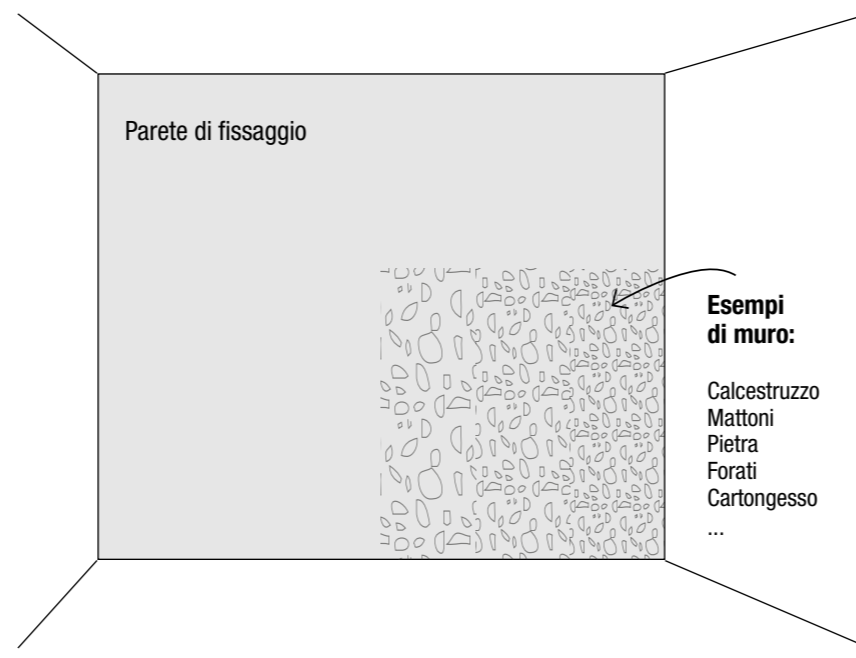 Parete di fissaggio
Esempi
di muro:
Calcestruzzo
Mattoni
Pietra
Forati
Cartongesso
...